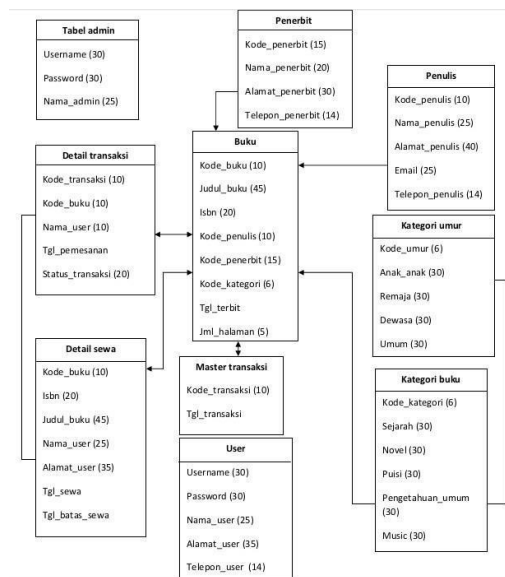 Tabel admin
Username (30)
Password (30)
Nama_admin (25)
Penerbit
Kode_penerbit (15)
Nama_penerbit (20)
Alamat_penerbit (30)
Telepon_penerbit (14)
Penulis
Kode_penulis (10)
Nama_penulis (25)
Alamat_penulis (40)
Email (25)
Telepon_penulis (14)
Buku
Kode_buku (10)
Judul_buku (45)
Isbn (20)
Kode_penulis (10)
Kode_penerbit (15)
Kode_kategori (6)
Tgl_terbit
Jml_halaman (5)
Detail transaksi
Kode_transaksi (10)
Kode_buku (10)
Nama_user (10)
Tgl_pemesanan
Status_transaksi (20)
Kategori umur
Kode_umur (6)
Anak_anak (30)
Remaja (30)
Dewasa (30)
Umum (30)
Detail sewa
Kode_buku (10)
Isbn (20)
Judul_buku (45)
Nama_user (25)
Alamat_user (35)
Tgl_sewa
Tgl_batas_sewa
Master transaksi
Kode_transaksi (10)
Tgl_transaksi
Kategori buku
Kode_kategori (6)
Sejarah (30)
Novel (30)
Puisi (30)
Pengetahuan_umum
(30)
Music (30)
User
Username (30)
Password (30)
Nama_user (25)
Alamat_user (35)
Telepon_user (14)